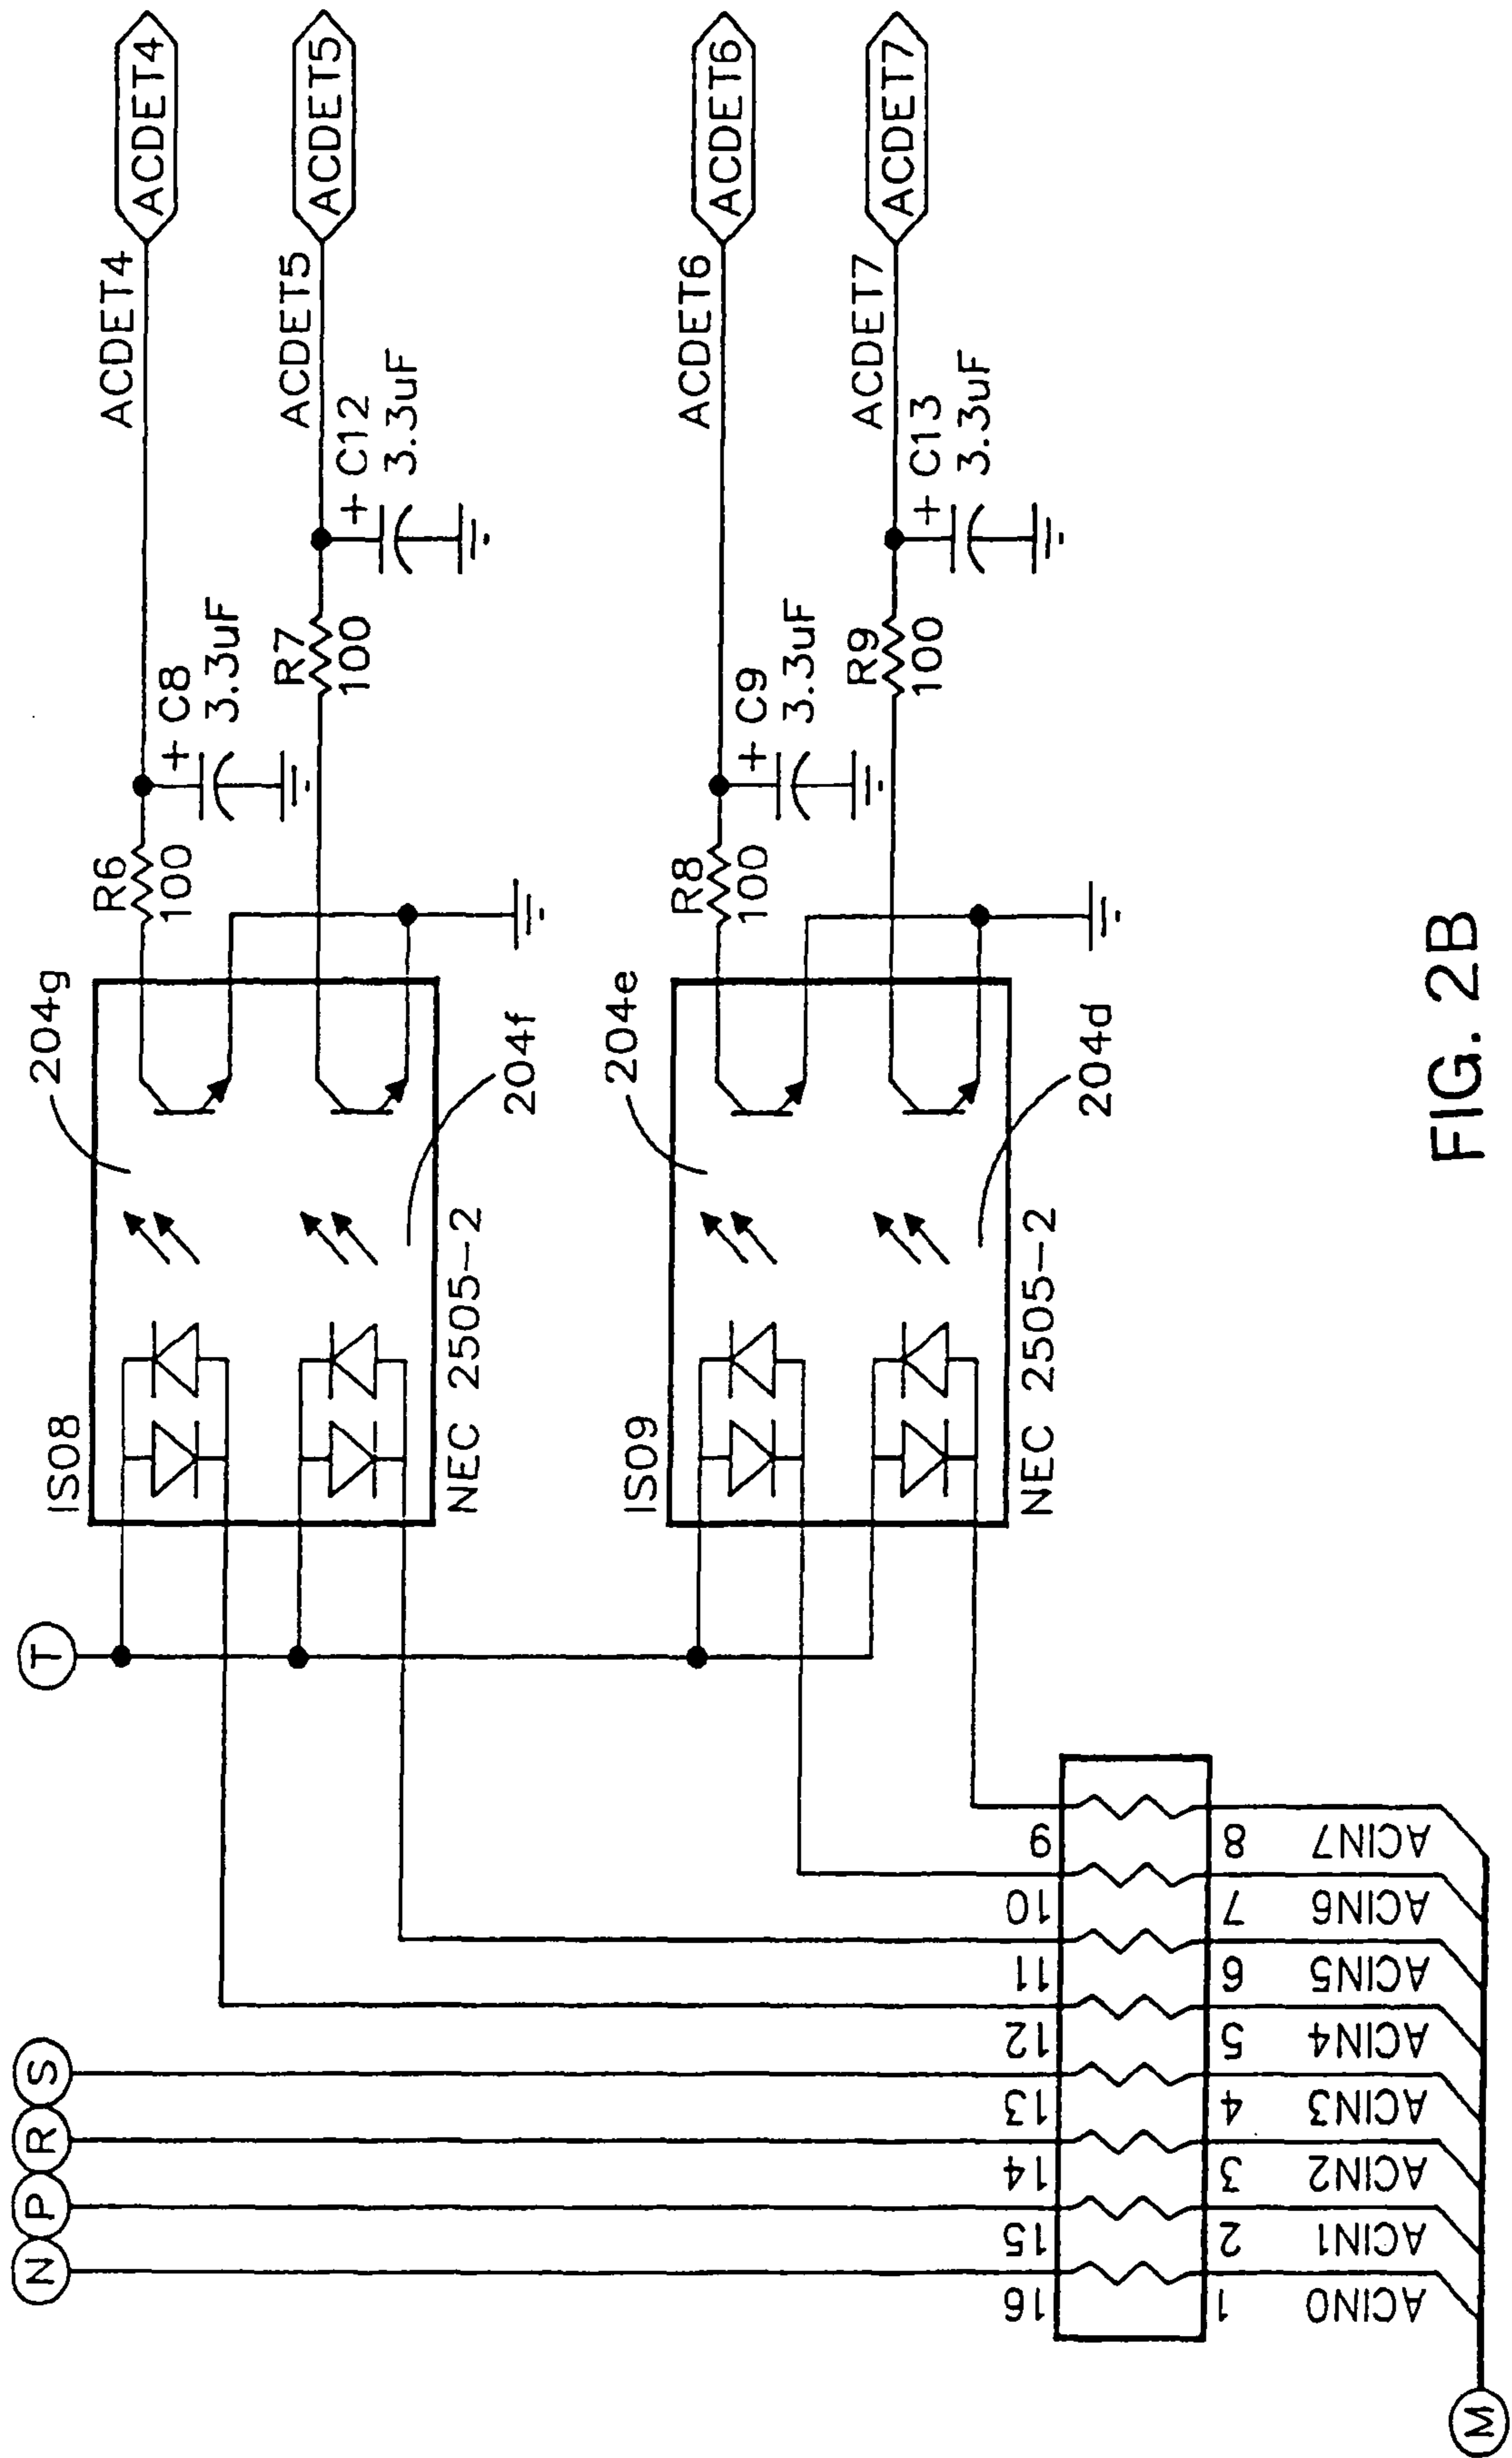 ACDET4
ACDET4
C8
3.3uF
R6
100
204g
ISO8
ACDET5
ACDET5
C12
3.3uF
R7
100
204f
NEC 2505-2
T
ACDET6
ACDET6
C9
3.3uF
R8
100
204e
ISO9
ACDET7
ACDET7
C13
3.3uF
R9
100
204d
NEC 2505-2
N
P
R
S
16
15
14
13
12
11
10
9
1
2
3
4
5
6
7
8
ACIN0
ACIN1
ACIN2
ACIN3
ACIN4
ACIN5
ACIN6
ACIN7
M
FIG. 2B